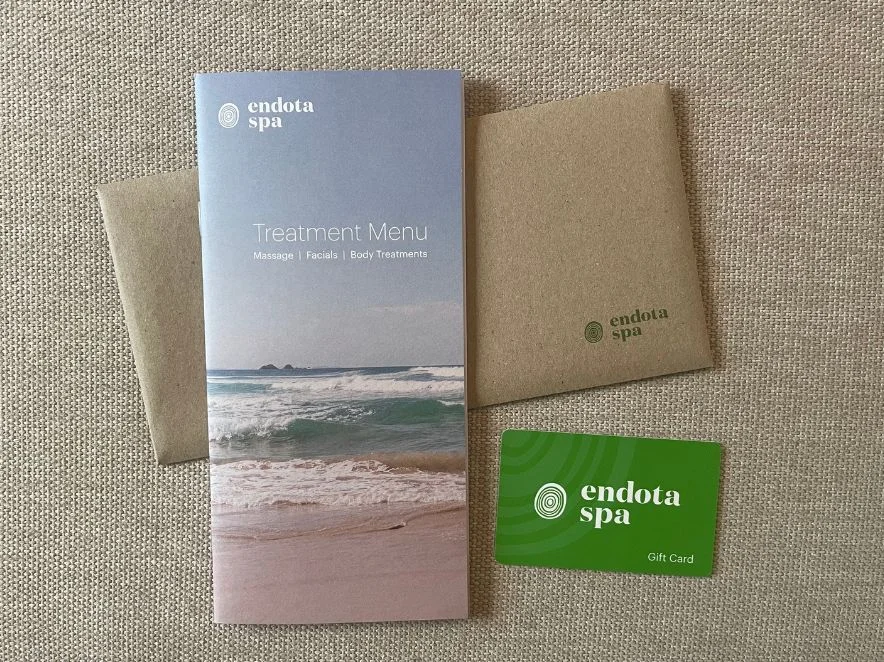 endota
spa
Treatment Menu
Massage | Facials | Body Treatments
endota
spa
endota
spa
Gift Card